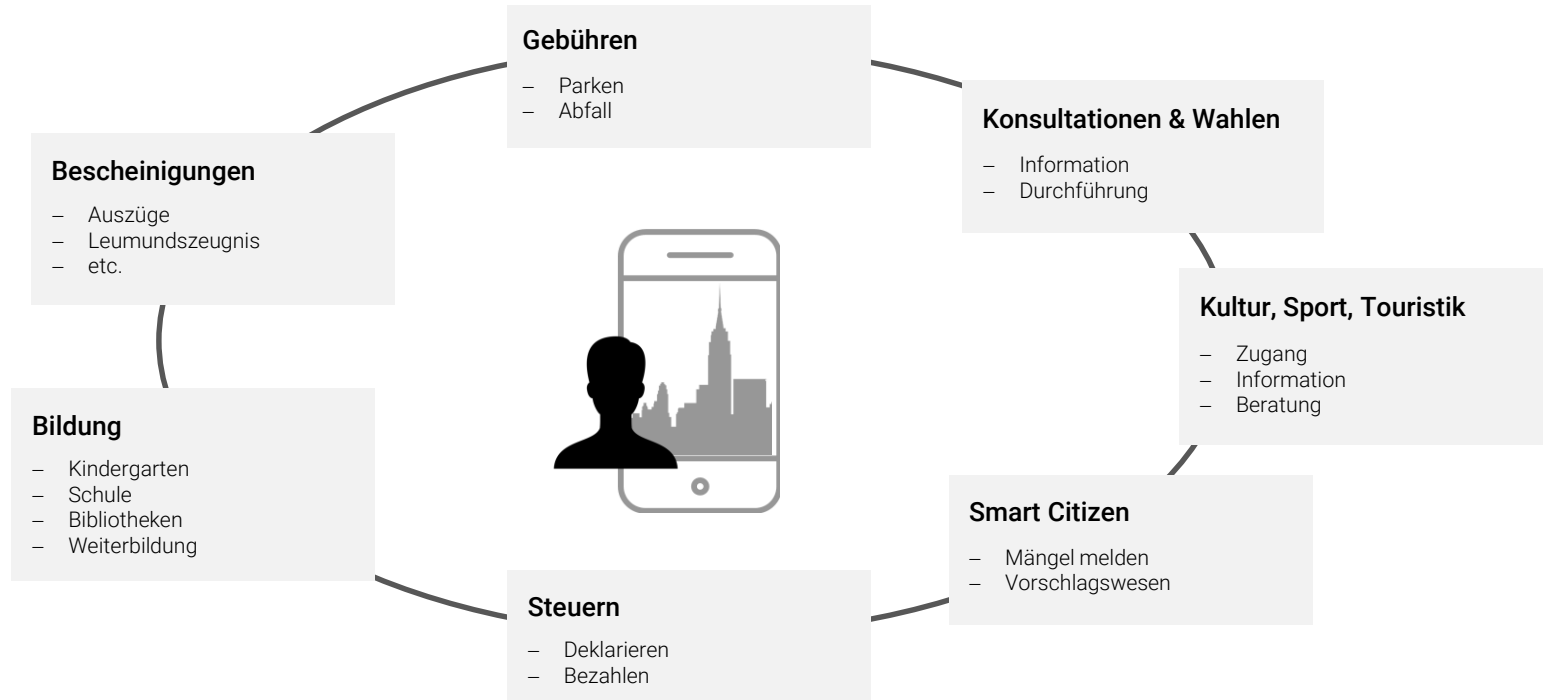 Gebühren
– Parken
– Abfall
Konsultationen & Wahlen
– Information
– Durchführung
Kultur, Sport, Touristik
– Zugang
– Information
– Beratung
Smart Citizen
– Mängel melden
– Vorschlagswesen
Steuern
– Deklarieren
– Bezahlen
Bildung
– Kindergarten
– Schule
– Bibliotheken
– Weiterbildung
Bescheinigungen
– Auszüge
– Leumundszeugnis
– etc.